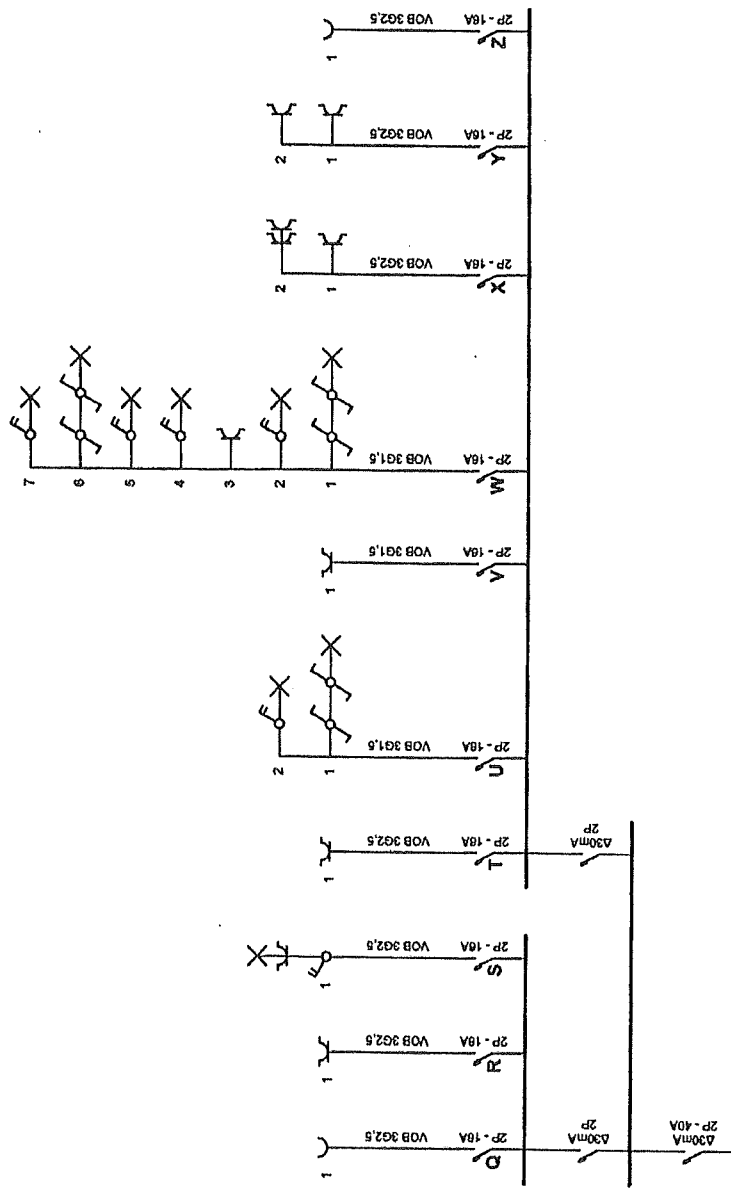 1
VOB 3G2,5
2P - 16A
Q
Δ30mA
2P
Δ30mA
2P - 40A
1
VOB 3G2,5
2P - 16A
R
1
VOB 3G2,5
2P - 16A
S
1
VOB 3G2,5
2P - 16A
T
Δ30mA
2P
2
1
VOB 3G1,5
2P - 16A
U
1
VOB 3G1,5
2P - 16A
V
7
6
5
4
3
2
1
VOB 3G1,5
2P - 16A
W
2
1
VOB 3G2,5
2P - 16A
X
2
1
VOB 3G2,5
2P - 16A
Y
1
VOB 3G2,5
2P - 16A
Z